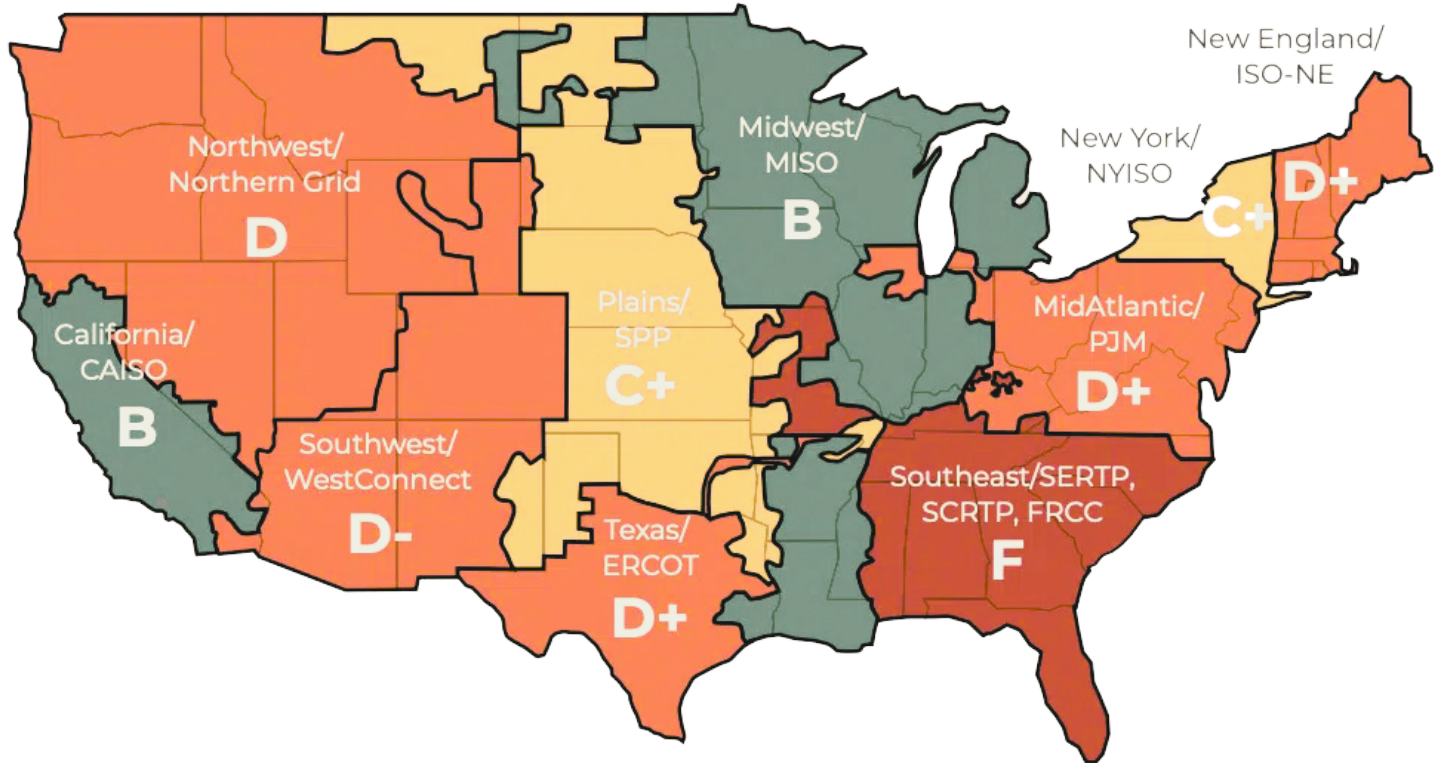 New England/
ISO-NE
D+
New York/
NYISO
C+
Midwest/
MISO
B
Northwest/
Northern Grid
D
Plains/
SPP
C+
MidAtlantic/
PJM
D+
California/
CAISO
B
Southwest/
WestConnect
D-
Southeast/SERTP,
SCRTP, FRCC
F
Texas/
ERCOT
D+